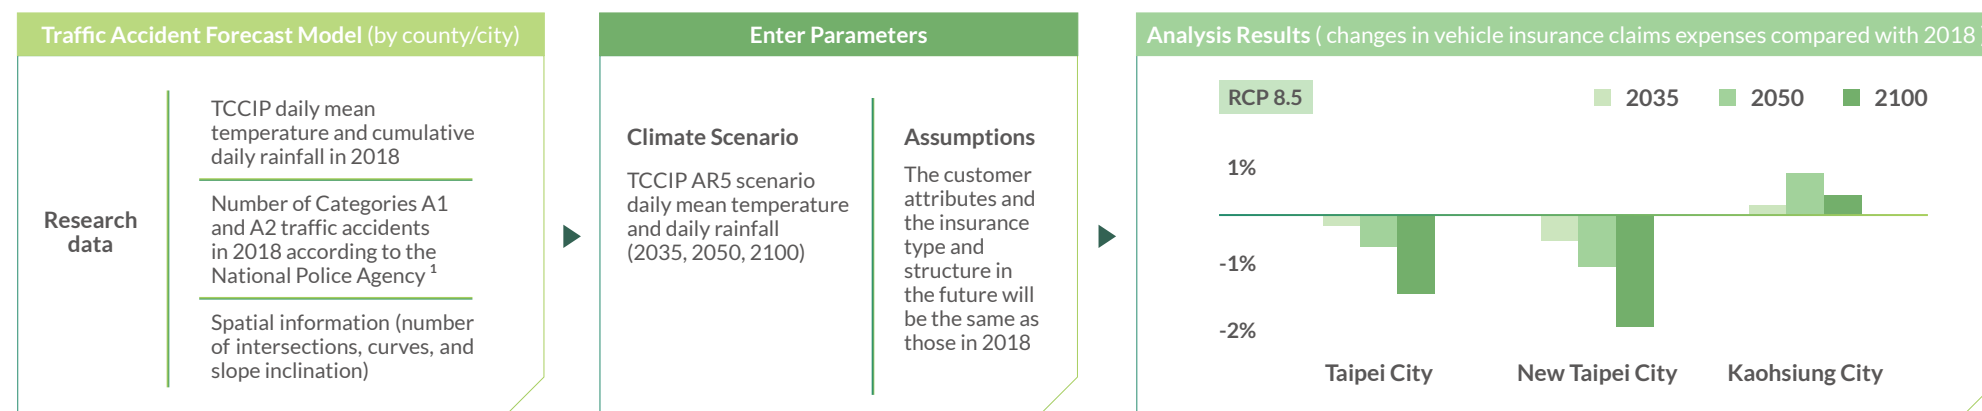 Traffic Accident Forecast Model (by county/city)
Research
data
TCCIP daily mean
temperature and cumulative
daily rainfall in 2018
Number of Categories A1
and A2 traffic accidents
in 2018 according to the
National Police Agency ¹
Spatial information (number
of intersections, curves, and
slope inclination)
Enter Parameters
Climate Scenario
TCCIP AR5 scenario
daily mean temperature
and daily rainfall
(2035, 2050, 2100)
Assumptions
The customer
attributes and
the insurance
type and
structure in
the future will
be the same as
those in 2018
Analysis Results ( changes in vehicle insurance claims expenses compared with 2018
RCP 8.5
2035
2050
2100
1%
-1%
-2%
Taipei City
New Taipei City
Kaohsiung City